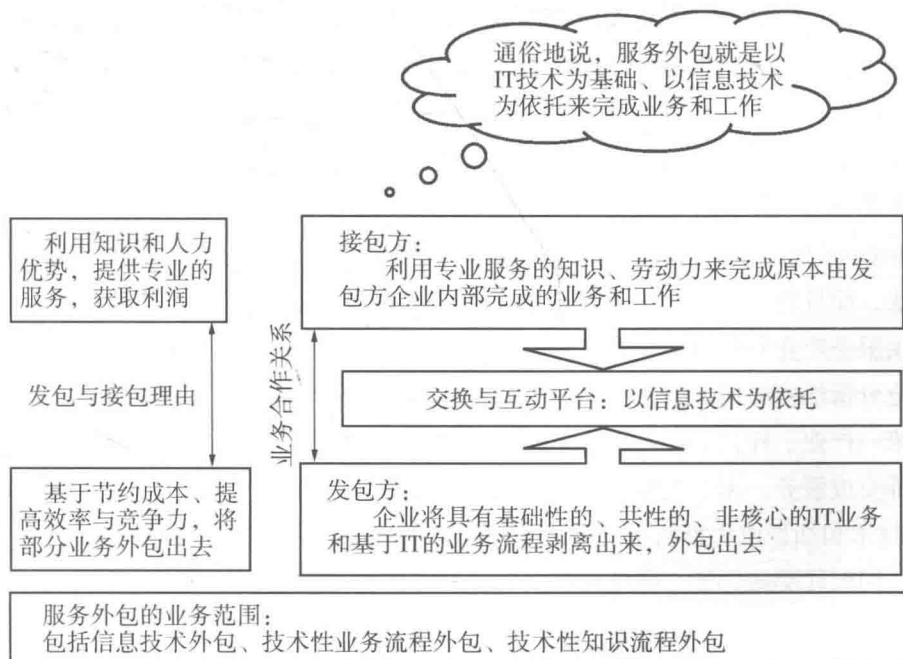 通俗地说，服务外包就是以
IT技术为基础、以信息技术
为依托来完成业务和工作
利用知识和人力
优势，提供专业的
服务，获取利润
接包方：
利用专业服务的知识、劳动力来完成原本由发
包方企业内部完成的业务和工作
发包与接包理由
业务合作关系
交换与互动平台：以信息技术为依托
基于节约成本、提
高效率与竞争力，将
部分业务外包出去
发包方：
企业将具有基础性的、共性的、非核心的IT业务
和基于IT的业务流程剥离出来，外包出去
服务外包的业务范围：
包括信息技术外包、技术性业务流程外包、技术性知识流程外包